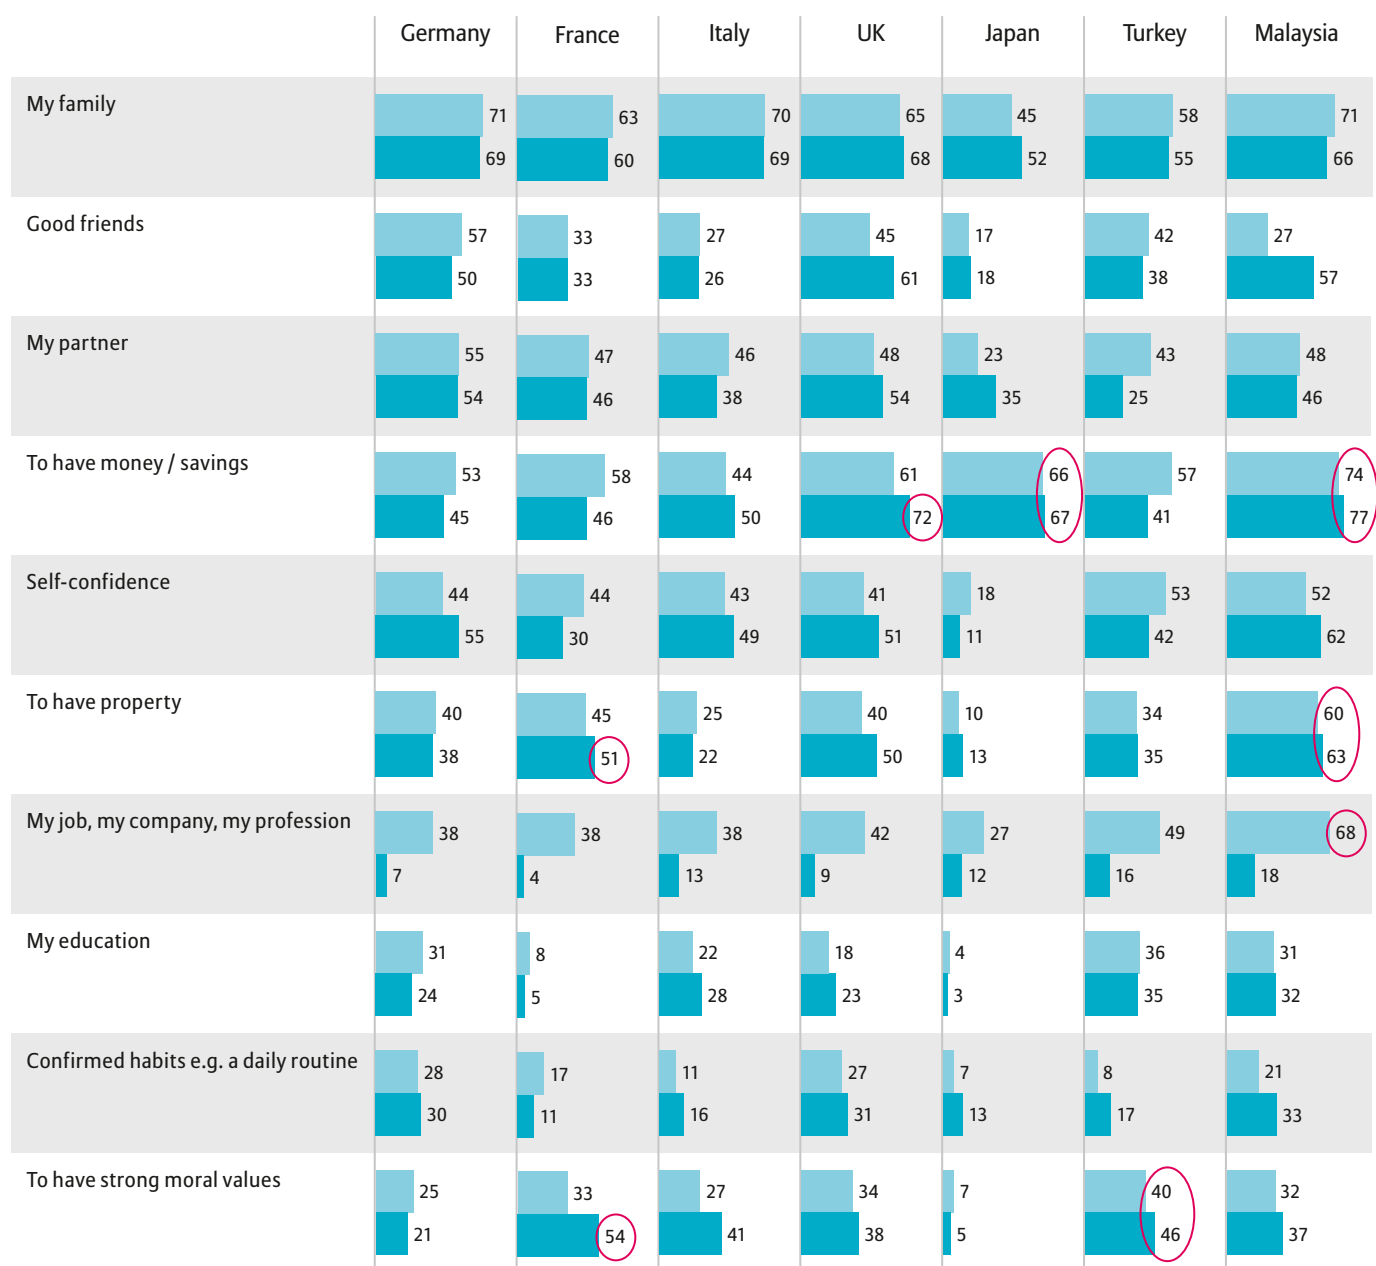 Germany France Italy UK Japan Turkey Malaysia
My family
71 63 70 65 45 58 71
69 60 69 68 52 55 66
Good friends
57 33 27 45 17 42 27
50 33 26 61 18 38 57
My partner
55 47 46 48 23 43 48
54 46 38 54 35 25 46
To have money / savings
53 58 44 61 66 57 74
45 46 50 72 67 41 77
Self-confidence
44 44 43 41 18 53 52
55 30 49 51 11 42 62
To have property
40 45 25 40 10 34 60
38 51 22 50 13 35 63
My job, my company, my profession
38 38 38 42 27 49 68
7 4 13 9 12 16 18
My education
31 8 22 18 4 36 31
24 5 28 23 3 35 32
Confirmed habits e.g. a daily routine
28 17 11 27 7 8 21
30 11 16 31 13 17 33
To have strong moral values
25 33 27 34 7 40 32
21 54 41 38 5 46 37